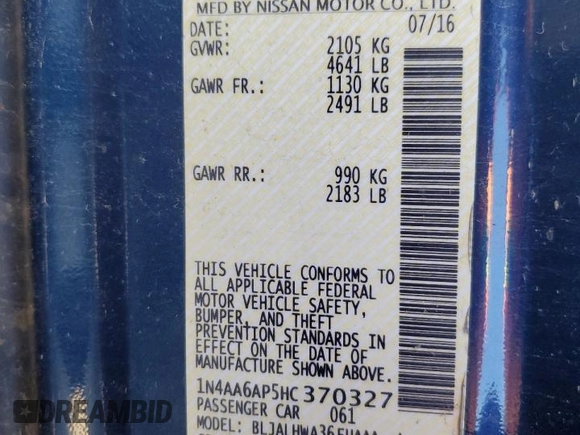 MFD BY NISSAN MOTOR CO., LTD.
DATE: 07/16
GVWR: 2105 KG
4641 LB
GAWR FR.: 1130 KG
2491 LB
GAWR RR.: 990 KG
2183 LB
THIS VEHICLE CONFORMS TO
ALL APPLICABLE FEDERAL
MOTOR VEHICLE SAFETY,
BUMPER, AND THEFT
PREVENTION STANDARDS IN
EFFECT ON THE DATE OF
MANUFACTURE SHOWN ABOVE.
1N4AA6AP5HC370327
PASSENGER CAR 061
MODEL:
DREAMBID